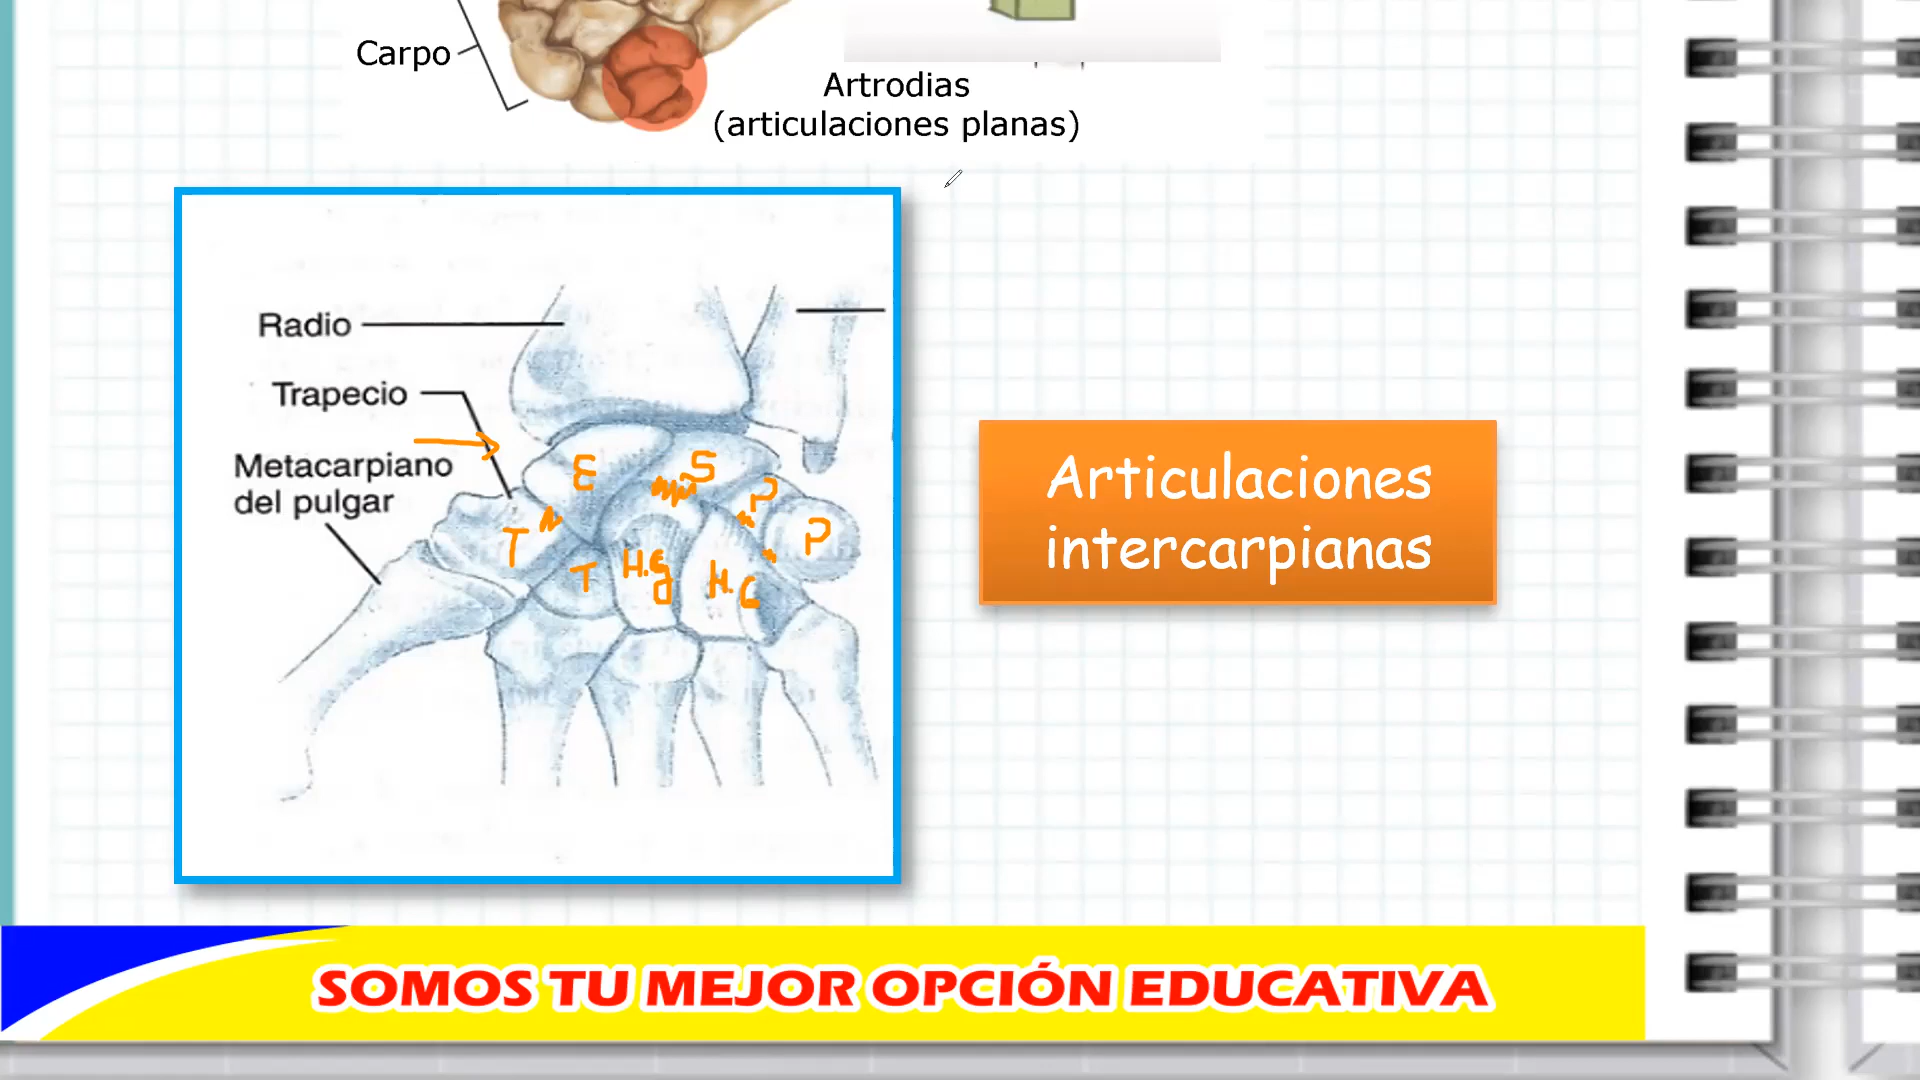 Carpo
Artrodias
(articulaciones planas)
Radio
Trapecio
Metacarpiano
del pulgar
E
S
P
P
T
T
H.g
H.G
Articulaciones
intercarpianas
SOMOS TU MEJOR OPCIÓN EDUCATIVA